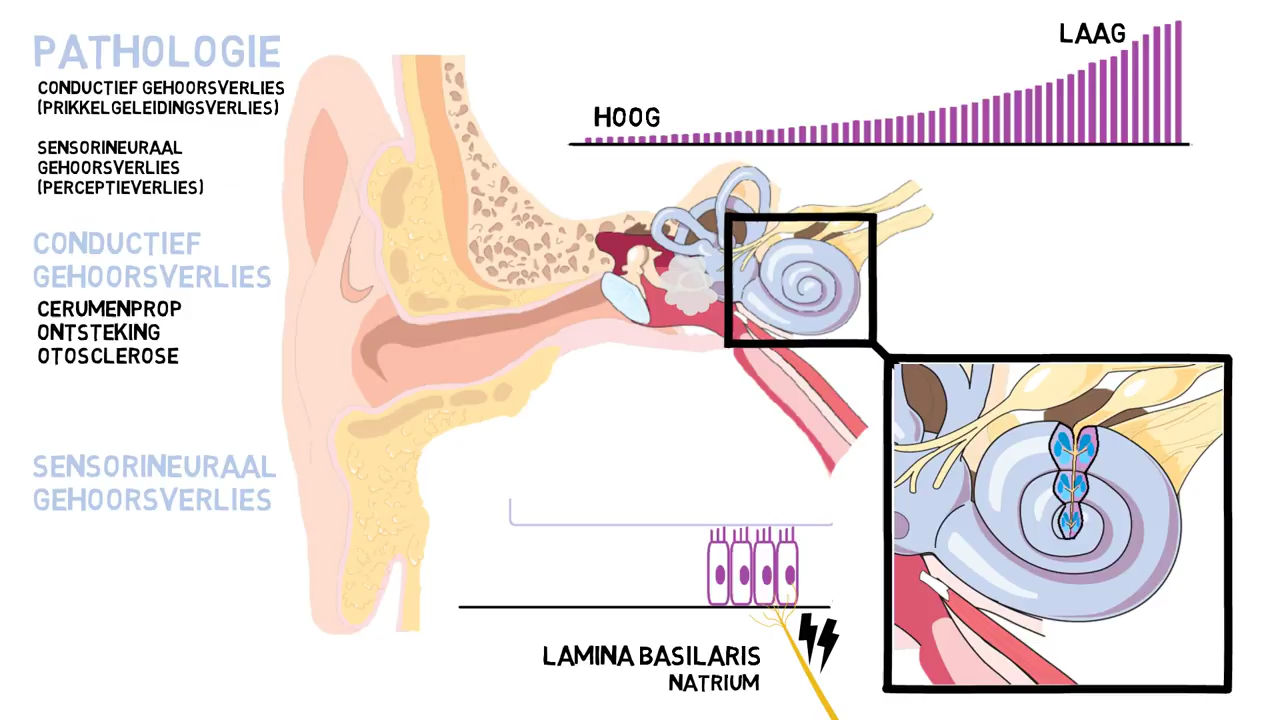 PATHOLOGIE
CONDUCTIEF GEHOORSVERLIES
(PRIKKELGELEIDINGSVERLIES)
SENSORINEURAAL
GEHOORSVERLIES
(PERCEPTIEVERLIES)
CONDUCTIEF
GEHOORSVERLIES
CERUMENPROP
ONTSTEKING
OTOSCLEROSE
SENSORINEURAAL
GEHOORSVERLIES
HOOG
LAAG
LAMINA BASILARIS
NATRIUM